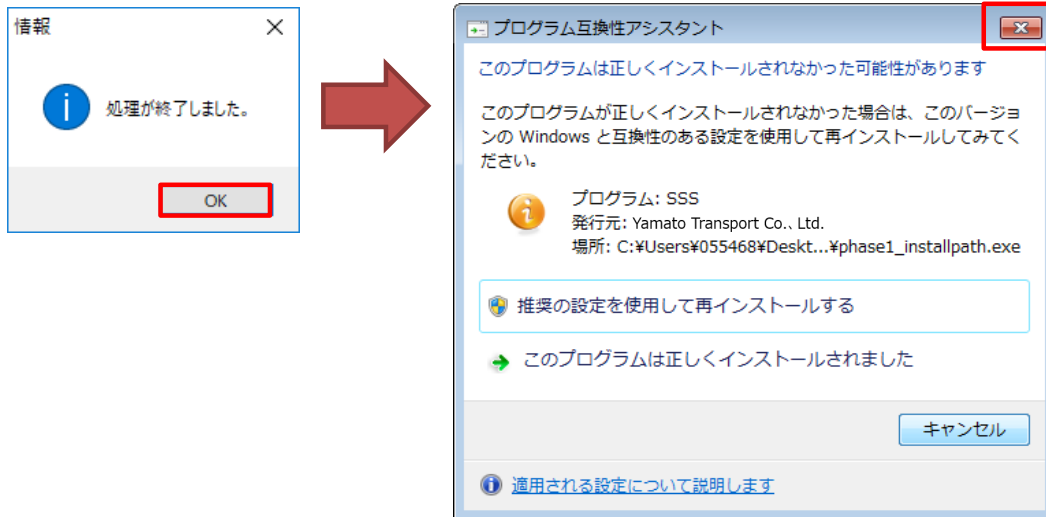 情報
処理が終了しました。
OK
プログラム互換性アシスタント
このプログラムは正しくインストールされなかった可能性があります
このプログラムが正しくインストールされなかった場合は、このバージョ
ンの Windows と互換性のある設定を使用して再インストールしてみてく
ださい。
プログラム: SSS
発行元: Yamato Transport Co.、Ltd.
場所: C:¥Users¥055468¥Deskt...¥phase1_installpath.exe
推奨の設定を使用して再インストールする
このプログラムは正しくインストールされました
キャンセル
適用される設定について説明します